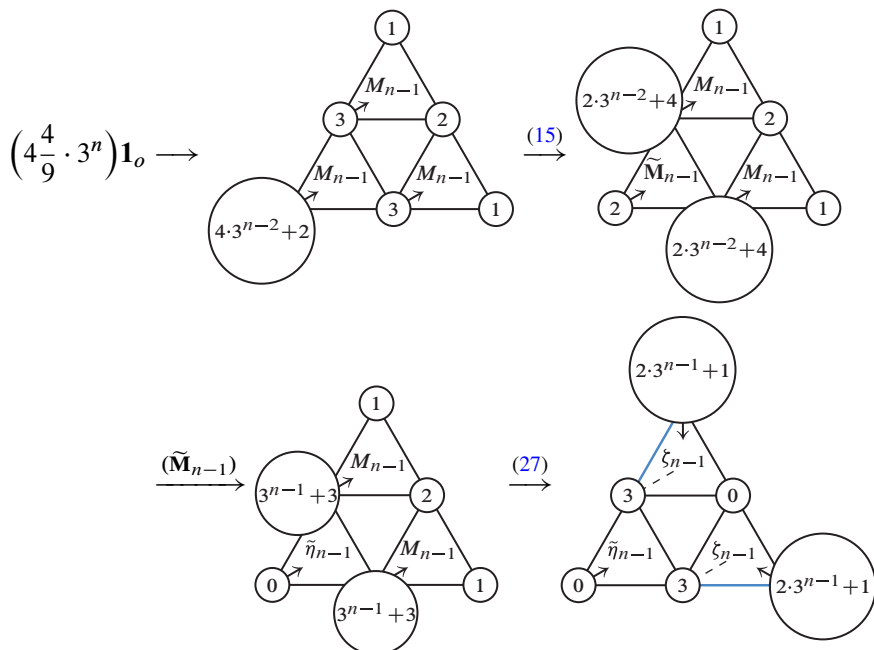 1 1
M_{n-1} 2·3^{n-2}+4 M_{n-1}
(4 4/9 · 3^n) 1_o ⟶ 3 2 (15) ⟶ 2
M_{n-1} M_{n-1} M̃_{n-1} M_{n-1}
4·3^{n-2}+2 3 1 2 2·3^{n-2}+4 1
2·3^{n-1}+1
1
(M̃_{n-1}) ⟶ 3^{n-1}+3 M_{n-1} 2 (27) ⟶ 3 ζ_{n-1} 0
η̃_{n-1} M_{n-1} η̃_{n-1} ζ_{n-1}
0 3^{n-1}+3 1 0 3 2·3^{n-1}+1